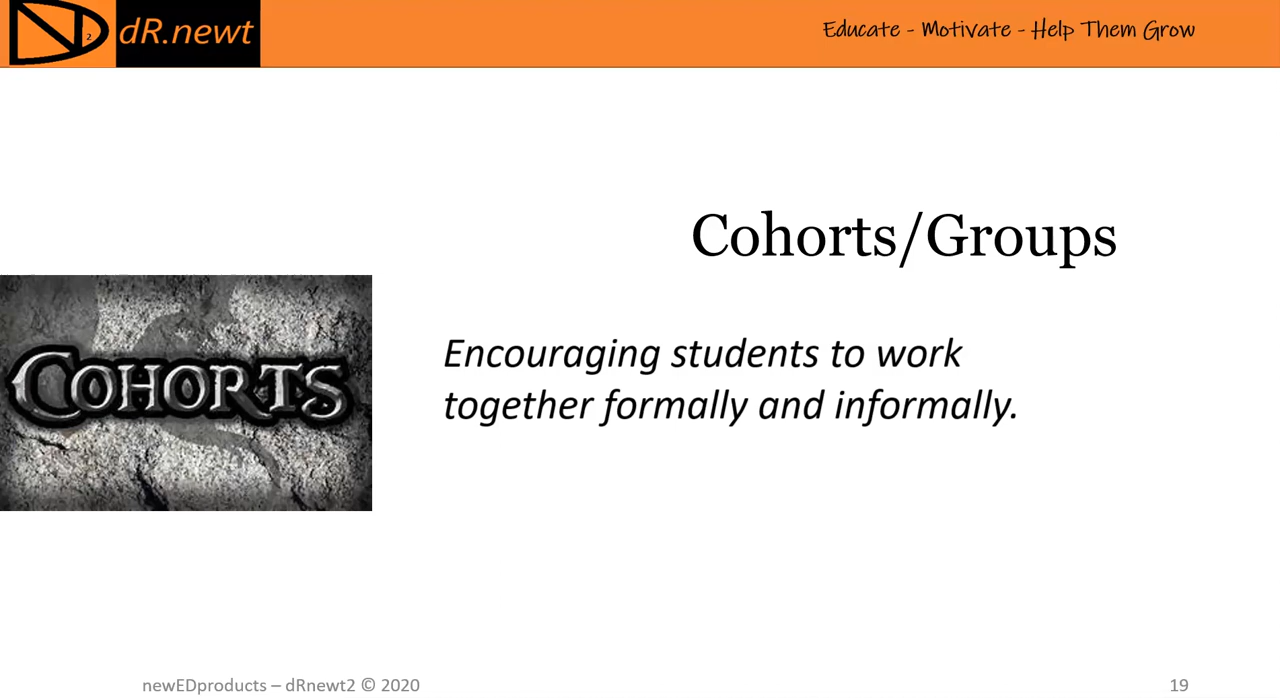 dR.newt
2
Educate - Motivate - Help Them Grow
Cohorts/Groups
COHORTS
Encouraging students to work
together formally and informally.
newEDproducts – dRnewt2 © 2020
19